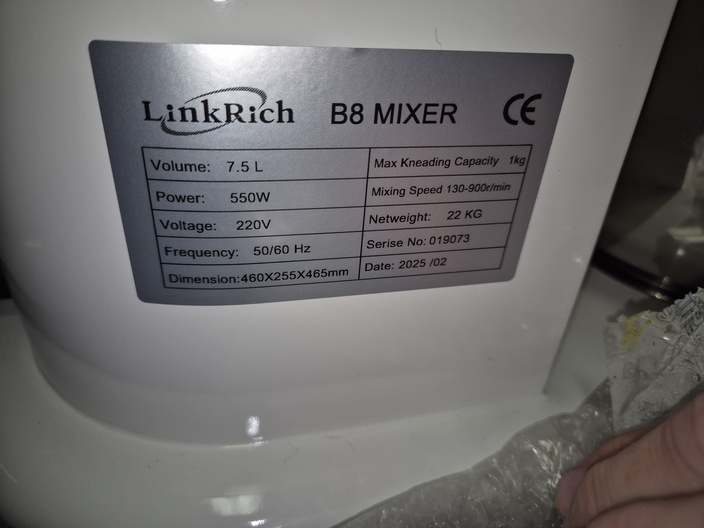 LinkRich B8 MIXER CE
Volume: 7.5 L Max Kneading Capacity 1kg
Power: 550W Mixing Speed 130-900r/min
Voltage: 220V Netweight: 22 KG
Frequency: 50/60 Hz Serise No: 019073
Dimension:460X255X465mm Date: 2025 /02